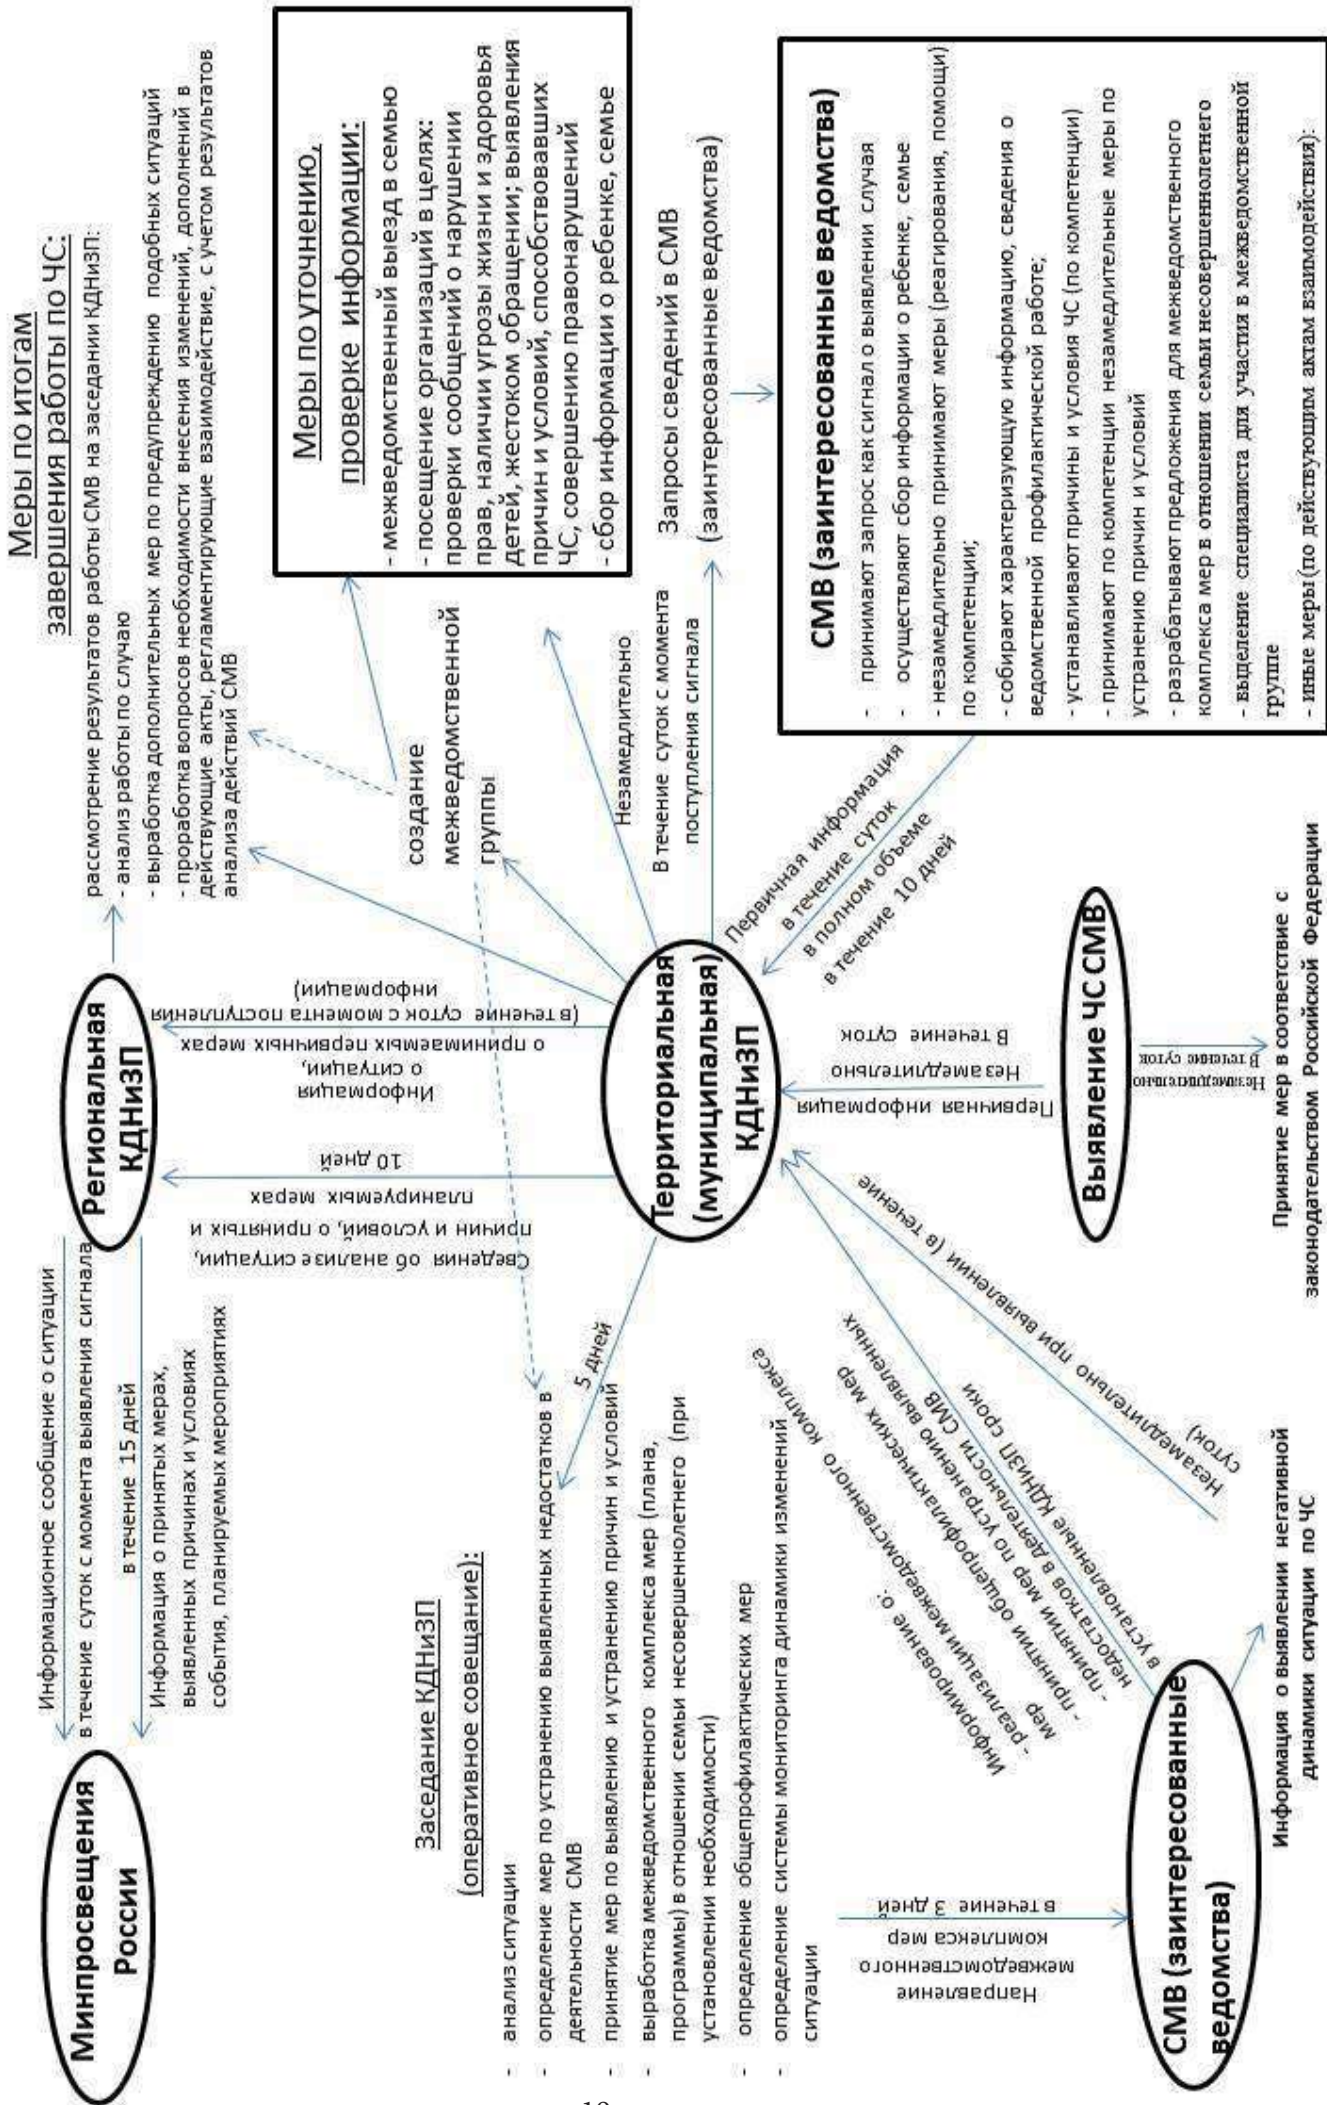 Минпросвещения
России
Информационное сообщение о ситуации
в течение суток с момента выявления сигнала
в течение 15 дней
Информация о принятых мерах,
выявленных причинах и условиях
события, планируемых мероприятиях
Региональная
КДНиЗП
Меры по итогам
завершения работы по ЧС:
рассмотрение результатов работы СМВ на заседании КДНиЗП:
- анализ работы по случаю
- выработка дополнительных мер по предупреждению подобных ситуаций
- проработка вопросов необходимости внесения изменений, дополнений в
действующие акты, регламентирующие взаимодействие, с учетом результатов
анализа действий СМВ
Сведения об анализе ситуации,
причин и условий, о принятых и
планируемых мерах
10 дней
Информация
о ситуации,
о принимаемых первичных мерах
(в течение суток с момента поступления
информации)
создание
межведомственной
группы
Меры по уточнению,
проверке информации:
- межведомственный выезд в семью
- посещение организаций в целях:
проверки сообщений о нарушении
прав, наличии угрозы жизни и здоровья
детей, жестоком обращении; выявления
причин и условий, способствовавших
ЧС, совершению правонарушений
- сбор информации о ребенке, семье
Заседание КДНиЗП
(оперативное совещание):
- анализ ситуации
- определение мер по устранению выявленных недостатков в
деятельности СМВ
- принятие мер по выявлению и устранению причин и условий
- выработка межведомственного комплекса мер (плана,
программы) в отношении семьи несовершеннолетнего (при
установлении необходимости)
- определение общепрофилактических мер
- определение системы мониторинга динамики изменений
ситуации
5 дней
Территориальная
(муниципальная)
КДНиЗП
Незамедлительно
В течение суток с момента
поступления сигнала
Запросы сведений в СМВ
(заинтересованные ведомства)
СМВ (заинтересованные ведомства)
- принимают запрос как сигнал о выявлении случая
- осуществляют сбор информации о ребенке, семье
- незамедлительно принимают меры (реагирования, помощи)
по компетенции;
- собирают характеризующую информацию, сведения о
ведомственной профилактической работе;
- устанавливают причины и условия ЧС (по компетенции)
- принимают по компетенции незамедлительные меры по
устранению причин и условий
- разрабатывают предложения для межведомственного
комплекса мер в отношении семьи несовершеннолетнего
- выделение специалиста для участия в межведомственной
группе
- иные меры (по действующим актам взаимодействия):
Первичная информация
в течение суток
в полном объеме
в течение 10 дней
Первичная информация
Незамедлительно
В течение суток
Выявление ЧС СМВ
Незамедлительно
В течение суток
Принятие мер в соответствие с
законодательством Российской Федерации
Направление
межведомственного
комплекса мер
в течение 3 дней
СМВ (заинтересованные
ведомства)
Информирование о:
- реализации межведомственного комплекса
мер
- принятии общепрофилактических мер
- принятии мер по устранению выявленных
недостатков в деятельности СМВ
в установленные КДНиЗП сроки
Незамедлительно при выявлении (в течение
суток)
Информация о выявлении негативной
динамики ситуации по ЧС